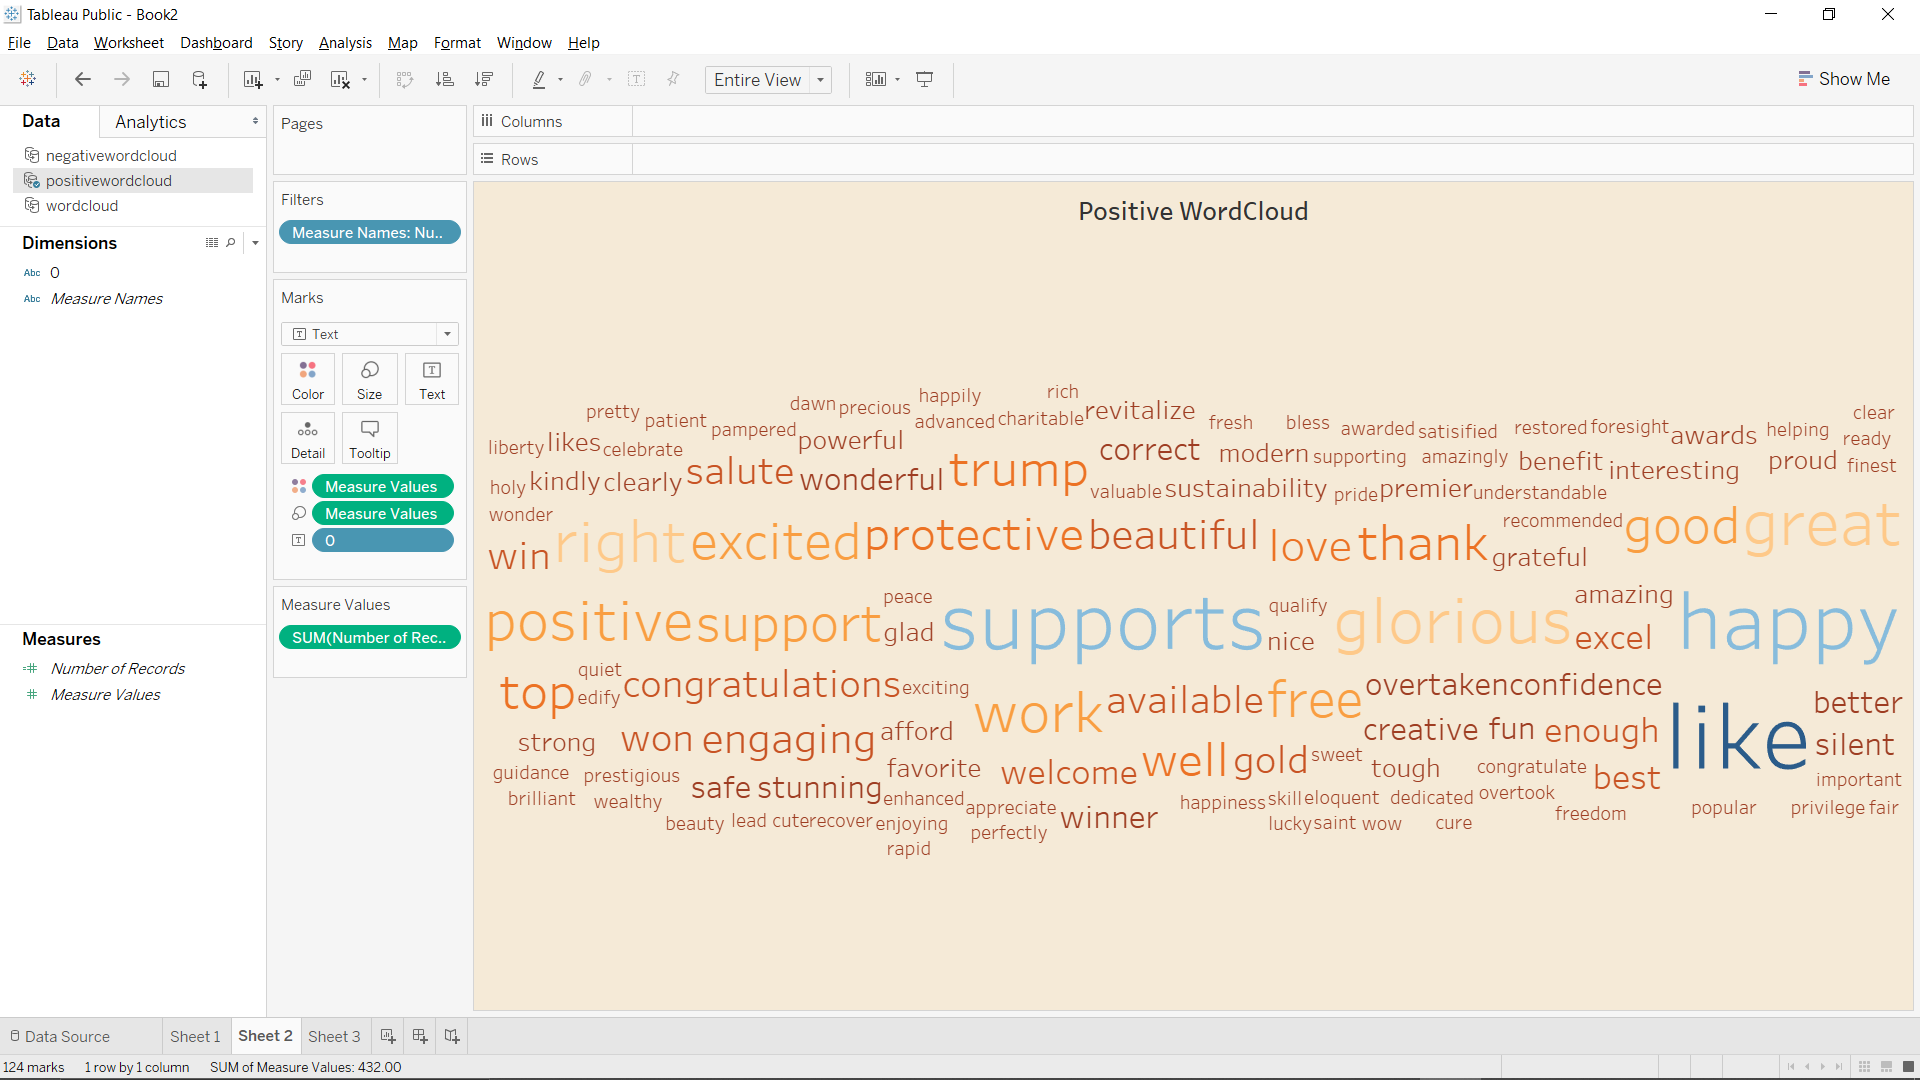 Tableau Public - Book2
File Data Worksheet Dashboard Story Analysis Map Format Window Help
Entire View
Show Me
Data
Analytics
negativewordcloud
positivewordcloud
wordcloud
Dimensions
Abc 0
Abc Measure Names
Measures
Number of Records
Measure Values
Pages
Filters
Measure Names: Nu..
Marks
Text
Color Size Text
Detail Tooltip
Measure Values
Measure Values
0
Measure Values
SUM(Number of Rec..
Columns
Rows
Positive WordCloud
rich
happily
pretty dawn precious revitalize clear
patient advanced charitable fresh bless awarded satisified restored foresight awards helping ready
liberty likes celebrate pampered powerful correct modern supporting amazingly benefit interesting proud finest
holy kindly clearly salute wonderful trump valuable sustainability pride premier understandable
wonder recommended
win right excited protective beautiful love thank grateful good great
peace qualify amazing
positive support glad supports nice glorious excel happy
quiet
top edify congratulations exciting work available free overtaken confidence better
strong won engaging afford creative fun enough like silent
guidance prestigious favorite welcome well gold sweet tough congratulate best important
brilliant wealthy safe stunning enhanced appreciate winner happiness skill eloquent dedicated overtook popular privilege fair
beauty lead cute recover enjoying perfectly lucky saint wow cure freedom
rapid
Data Source Sheet 1 Sheet 2 Sheet 3
124 marks 1 row by 1 column SUM of Measure Values: 432.00